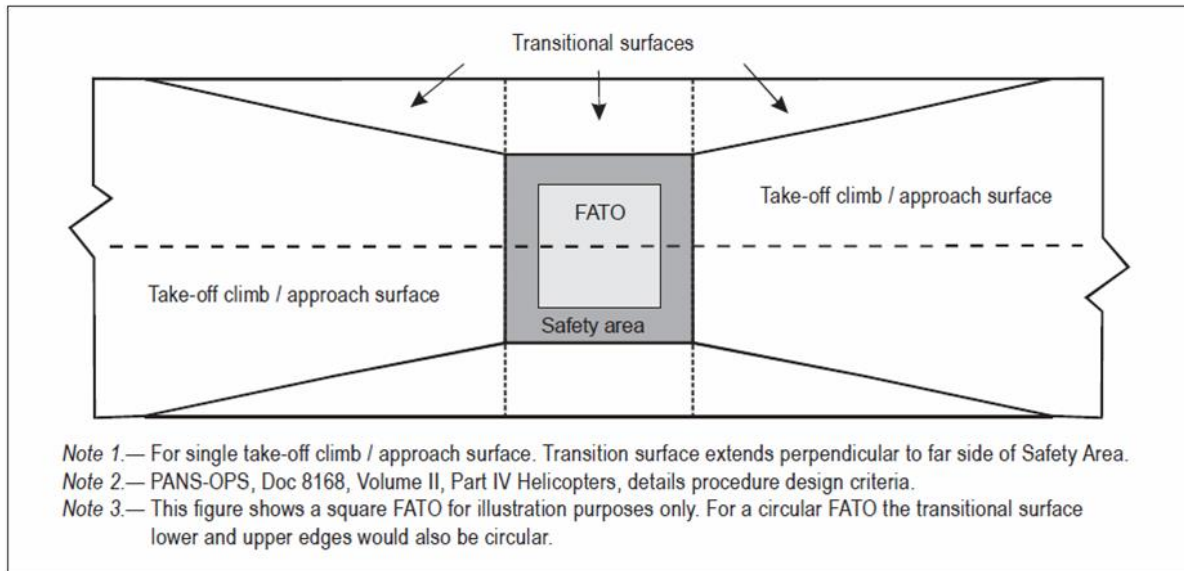 Transitional surfaces
Take-off climb / approach surface
FATO
Take-off climb / approach surface
Safety area
Note 1.— For single take-off climb / approach surface. Transition surface extends perpendicular to far side of Safety Area.
Note 2.— PANS-OPS, Doc 8168, Volume II, Part IV Helicopters, details procedure design criteria.
Note 3.— This figure shows a square FATO for illustration purposes only. For a circular FATO the transitional surface
lower and upper edges would also be circular.